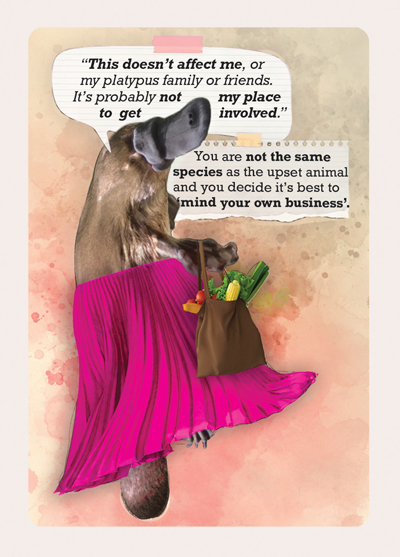 “This doesn’t affect me, or
my platypus family or friends.
It’s probably not my place
to get involved.”
You are not the same
species as the upset animal
and you decide it’s best to
‘mind your own business’.